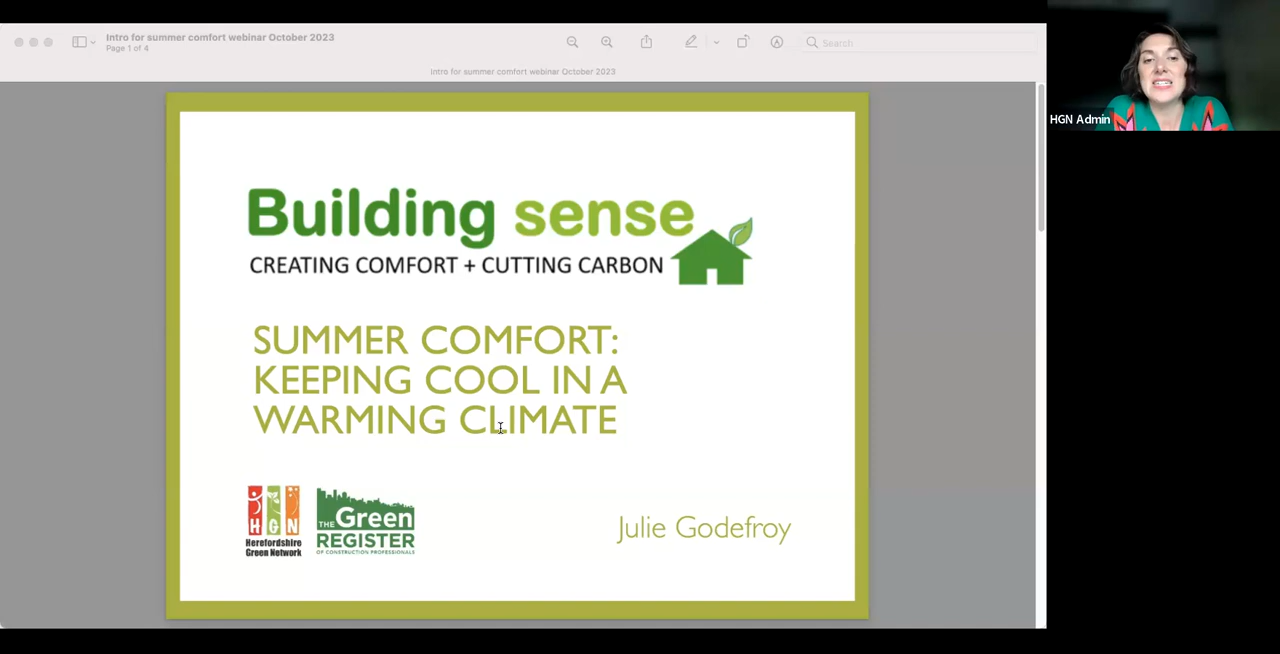 Intro for summer comfort webinar October 2023
Page 1 of 4
Search
Intro for summer comfort webinar October 2023
HGN Admin
Building sense
CREATING COMFORT + CUTTING CARBON
SUMMER COMFORT:
KEEPING COOL IN A
WARMING CLIMATE
HGN
Herefordshire
Green Network
THE Green
REGISTER
OF CONSTRUCTION PROFESSIONALS
Julie Godefroy